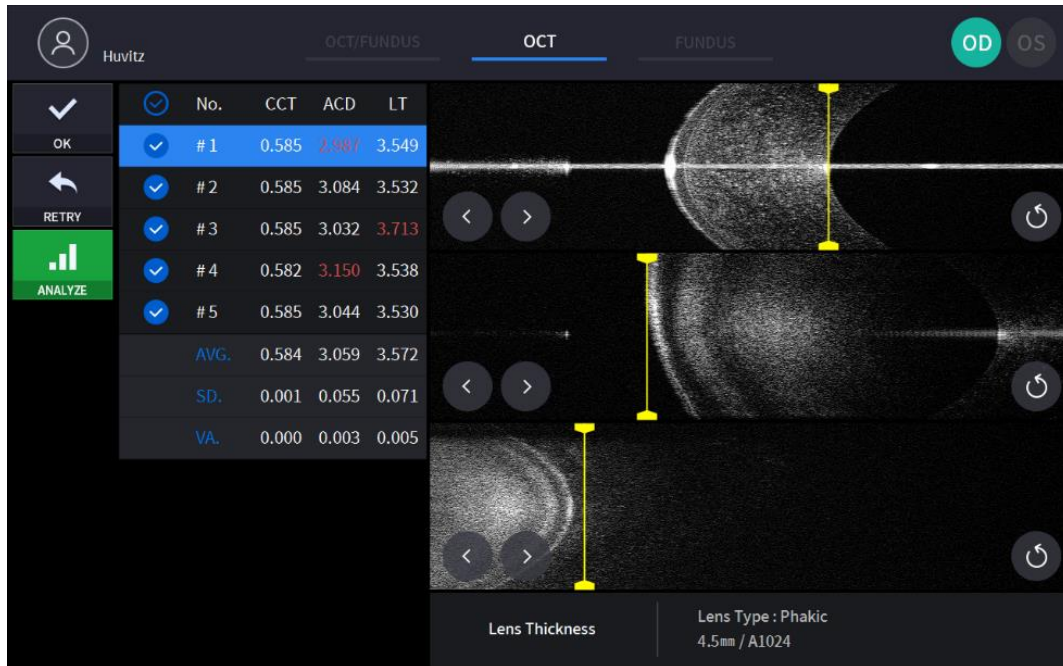 Huvitz
OCT/FUNDUS OCT FUNDUS
OD OS
OK
RETRY
ANALYZE
No. CCT ACD LT
#1 0.585 2.987 3.549
#2 0.585 3.084 3.532
#3 0.585 3.032 3.713
#4 0.582 3.150 3.538
#5 0.585 3.044 3.530
AVG. 0.584 3.059 3.572
SD. 0.001 0.055 0.071
VA. 0.000 0.003 0.005
Lens Thickness
Lens Type : Phakic
4.5mm / A1024